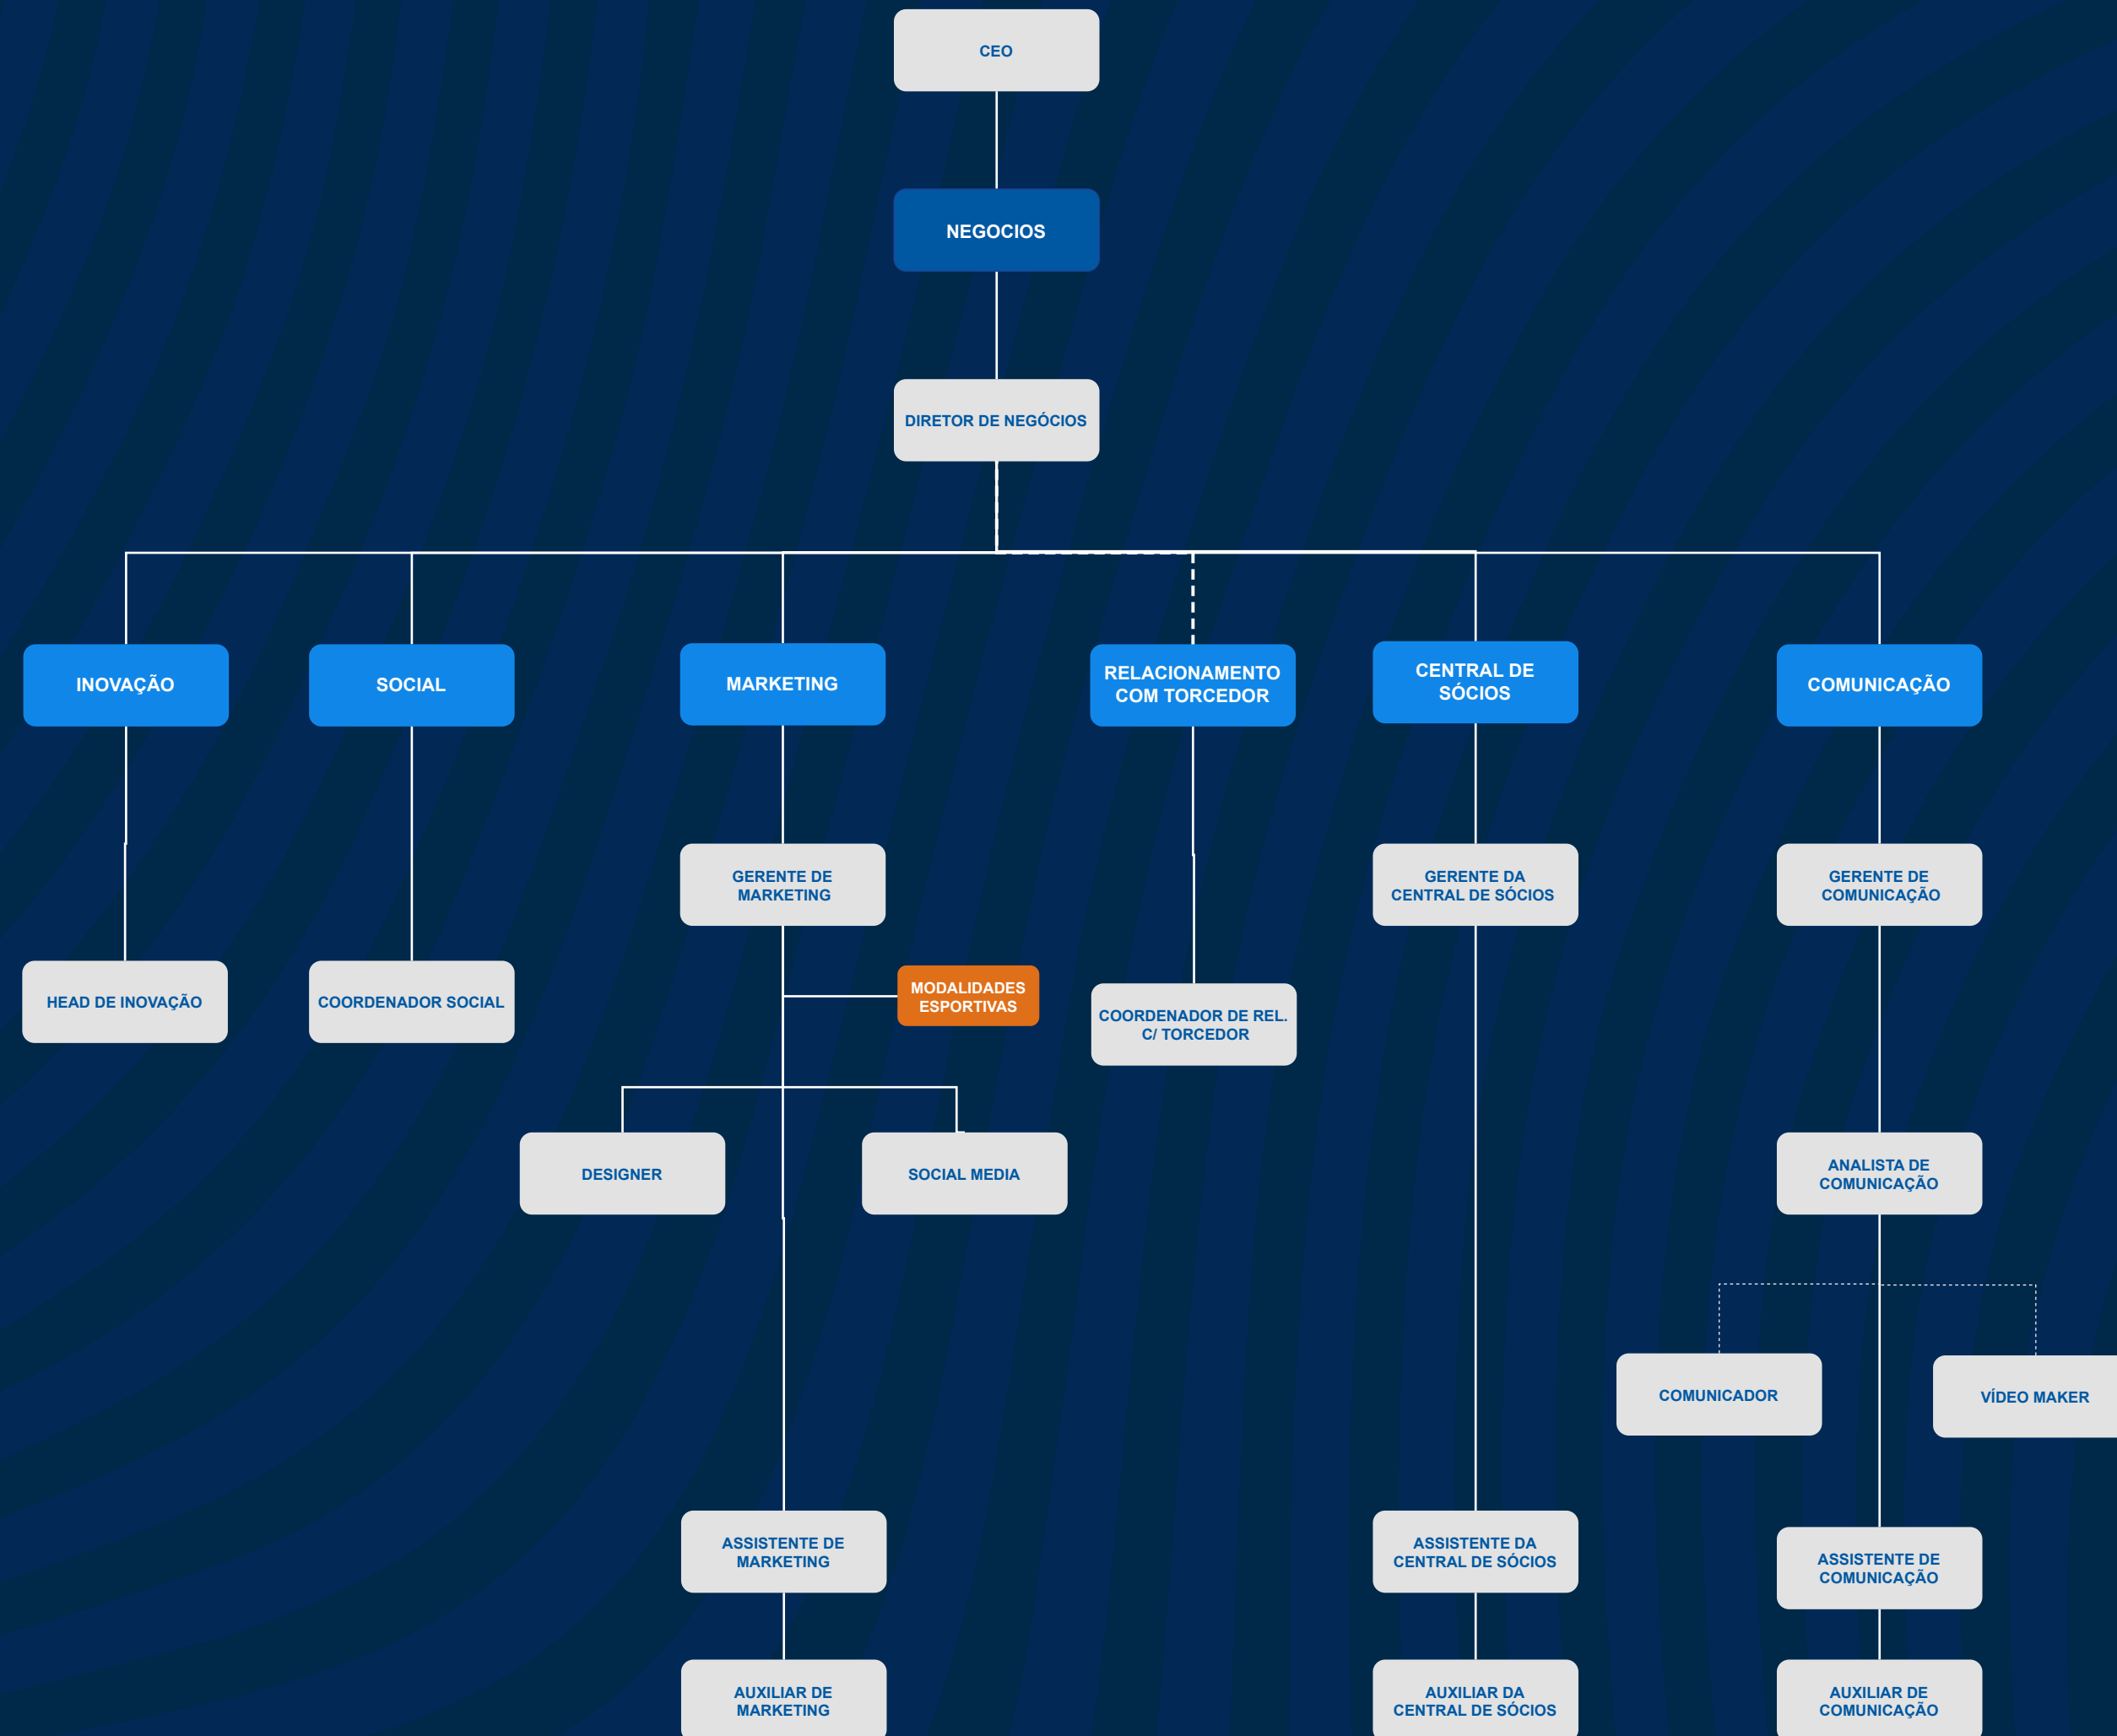 CEO
NEGOCIOS
DIRETOR DE NEGÓCIOS
INOVAÇÃO
SOCIAL
MARKETING
RELACIONAMENTO
COM TORCEDOR
CENTRAL DE
SÓCIOS
COMUNICAÇÃO
GERENTE DE
MARKETING
GERENTE DA
CENTRAL DE SÓCIOS
GERENTE DE
COMUNICAÇÃO
HEAD DE INOVAÇÃO
COORDENADOR SOCIAL
MODALIDADES
ESPORTIVAS
COORDENADOR DE REL.
C/ TORCEDOR
DESIGNER
SOCIAL MEDIA
ANALISTA DE
COMUNICAÇÃO
COMUNICADOR
VÍDEO MAKER
ASSISTENTE DE
MARKETING
ASSISTENTE DA
CENTRAL DE SÓCIOS
ASSISTENTE DE
COMUNICAÇÃO
AUXILIAR DE
MARKETING
AUXILIAR DA
CENTRAL DE SÓCIOS
AUXILIAR DE
COMUNICAÇÃO